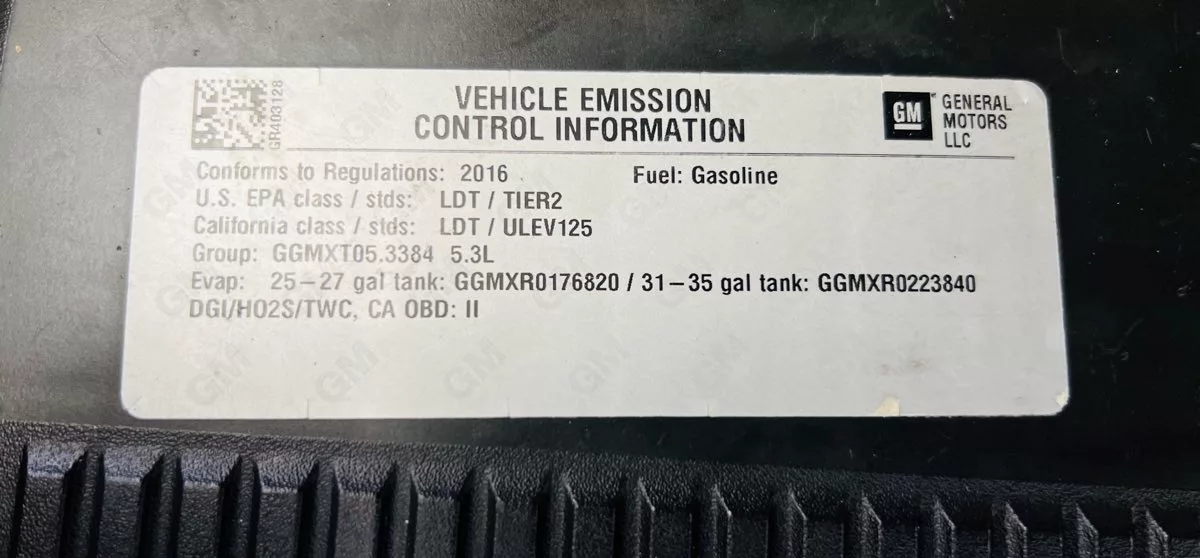 GR403128
VEHICLE EMISSION
CONTROL INFORMATION
GM
GENERAL
MOTORS
LLC
Conforms to Regulations: 2016
Fuel: Gasoline
U.S. EPA class / stds: LDT / TIER2
California class / stds: LDT / ULEV125
Group: GGMXT05.3384 5.3L
Evap: 25-27 gal tank: GGMXR0176820 / 31-35 gal tank: GGMXR0223840
DGI/HO2S/TWC, CA OBD: II